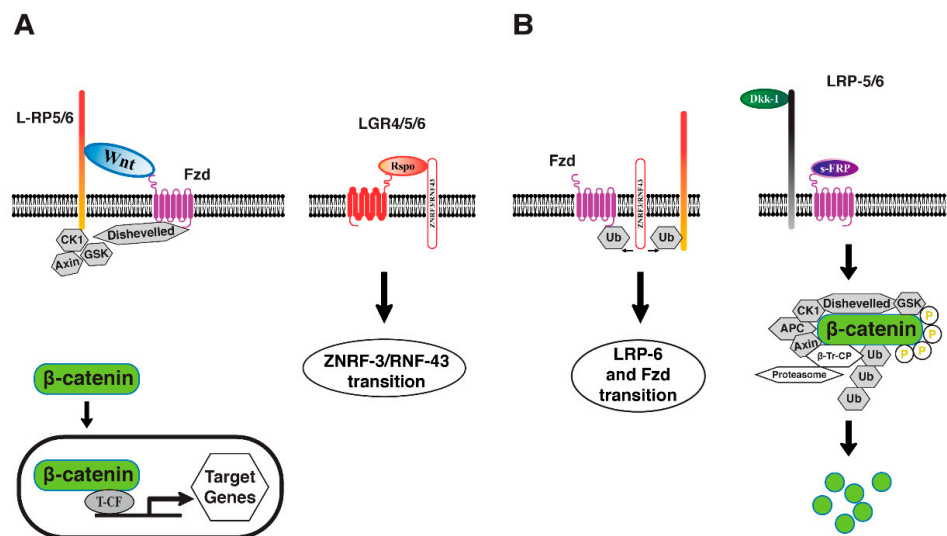 A
L-RP5/6
Wnt
Fzd
CK1
GSK
Axin
Dishevelled
LGR4/5/6
Rspo
ZNRF3/RNF43
ZNRF-3/RNF-43
transition
β-catenin
β-catenin
T-CF
Target
Genes
B
Fzd
ZNRF3/RNF43
Ub
Ub
LRP-6
and Fzd
transition
LRP-5/6
Dkk-1
s-FRP
Dishevelled
CK1
GSK
APC
β-catenin
Axin
β-Tr-CP
Ub
Ub
Ub
Proteasome
P
P
P
P
P